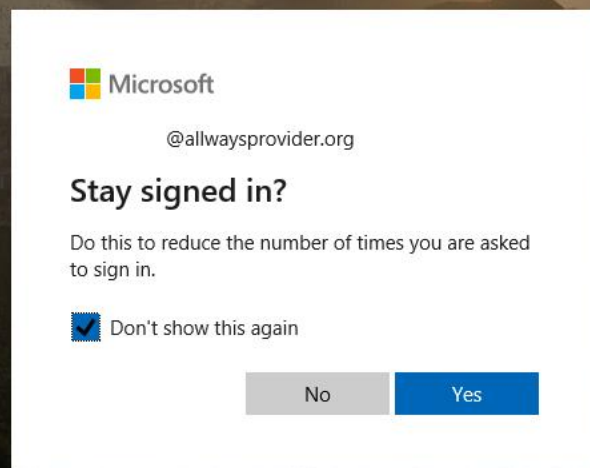 Microsoft
@allwaysprovider.org
Stay signed in?
Do this to reduce the number of times you are asked
to sign in.
Don't show this again
No
Yes